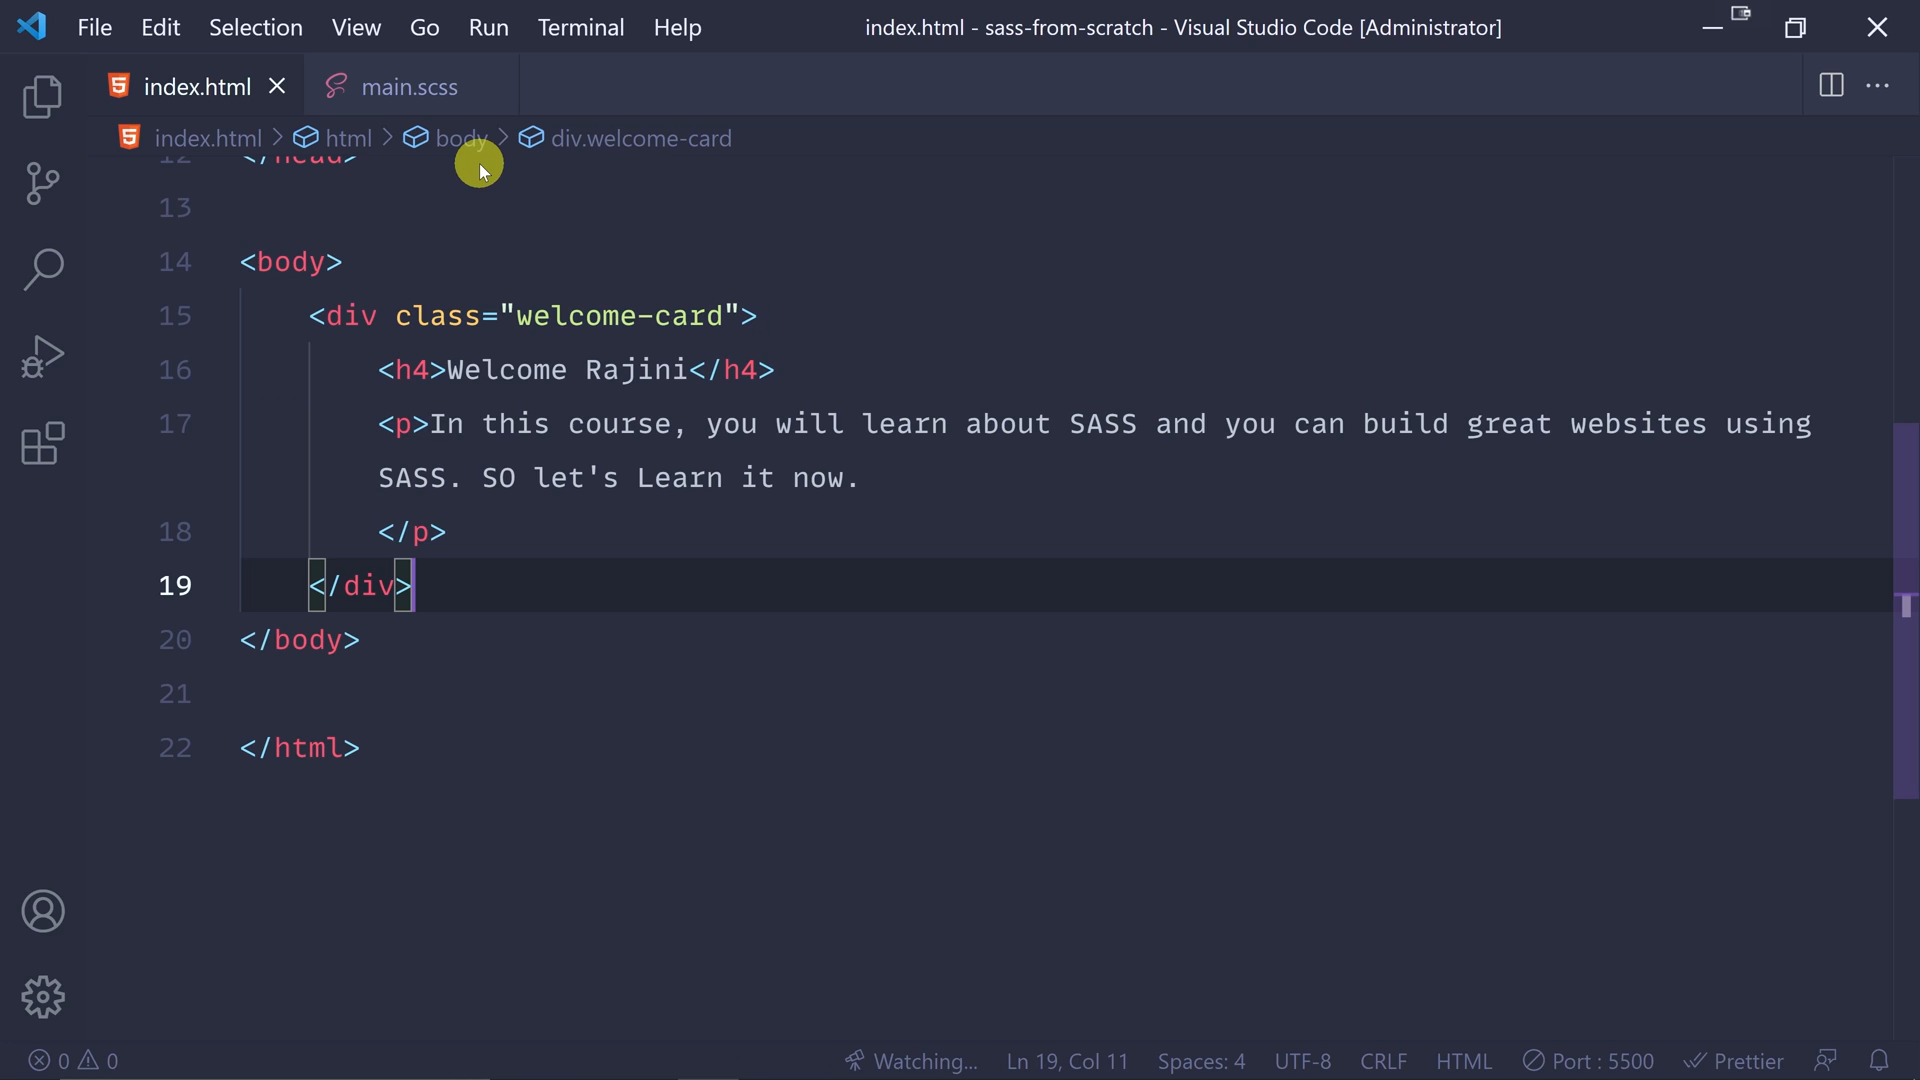 File Edit Selection View Go Run Terminal Help index.html - sass-from-scratch - Visual Studio Code [Administrator]
index.html main.scss
index.html > html > body > div.welcome-card
12 </head>
13
14 <body>
15 <div class="welcome-card">
16 <h4>Welcome Rajini</h4>
17 <p>In this course, you will learn about SASS and you can build great websites using
SASS. SO let's Learn it now.
18 </p>
19 </div>
20 </body>
21
22 </html>
0 0 Watching... Ln 19, Col 11 Spaces: 4 UTF-8 CRLF HTML Port : 5500 Prettier